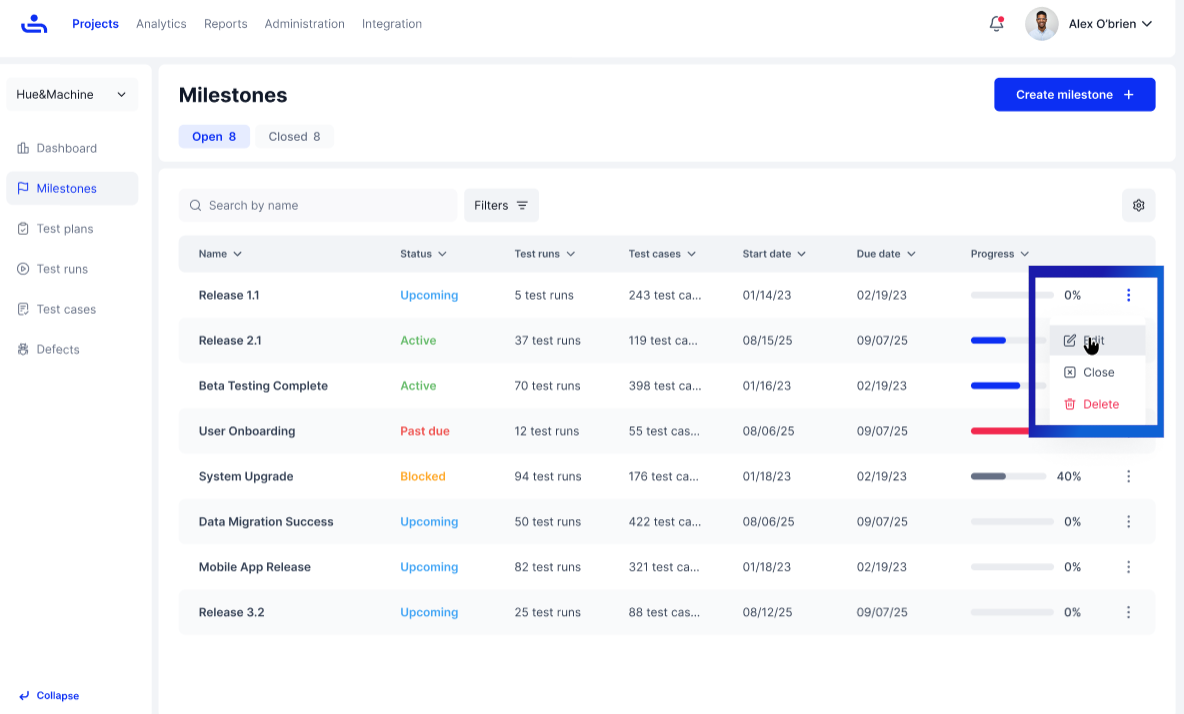 Projects Analytics Reports Administration Integration Alex O'brien
Hue&Machine
Dashboard
Milestones
Test plans
Test runs
Test cases
Defects
Collapse
Milestones
Create milestone +
Open 8 Closed 8
Search by name Filters
Name Status Test runs Test cases Start date Due date Progress
Release 1.1 Upcoming 5 test runs 243 test ca... 01/14/23 02/19/23 0%
Release 2.1 Active 37 test runs 119 test ca... 08/15/25 09/07/25
Beta Testing Complete Active 70 test runs 398 test ca... 01/16/23 02/19/23
User Onboarding Past due 12 test runs 55 test cas... 08/06/25 09/07/25
System Upgrade Blocked 94 test runs 176 test ca... 01/18/23 02/19/23 40%
Data Migration Success Upcoming 50 test runs 422 test ca... 08/06/25 09/07/25 0%
Mobile App Release Upcoming 82 test runs 321 test ca... 01/18/23 02/19/23 0%
Release 3.2 Upcoming 25 test runs 88 test cas... 08/12/25 09/07/25 0%
Edit
Close
Delete